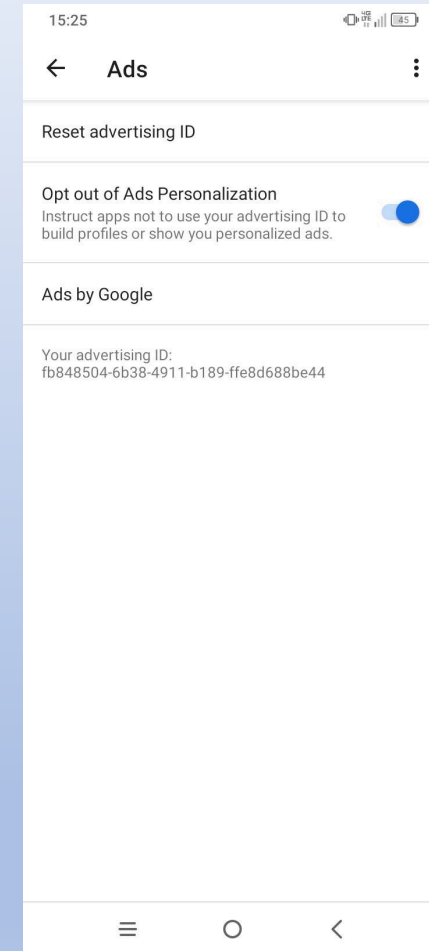 15:25
4G
LTE
45
Ads
Reset advertising ID
Opt out of Ads Personalization
Instruct apps not to use your advertising ID to
build profiles or show you personalized ads.
Ads by Google
Your advertising ID:
fb848504-6b38-4911-b189-ffe8d688be44